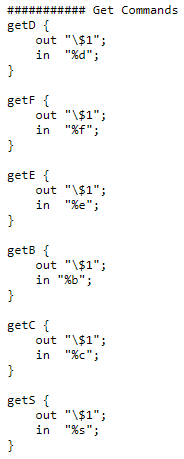 ########### Get Commands
getD {
    out "\$1";
    in  "%d";
}

getF {
    out "\$1";
    in  "%f";
}

getE {
    out "\$1";
    in  "%e";
}

getB {
    out "\$1";
    in "%b";
}

getC {
    out "\$1";
    in  "%c";
}

getS {
    out "\$1";
    in  "%s";
}